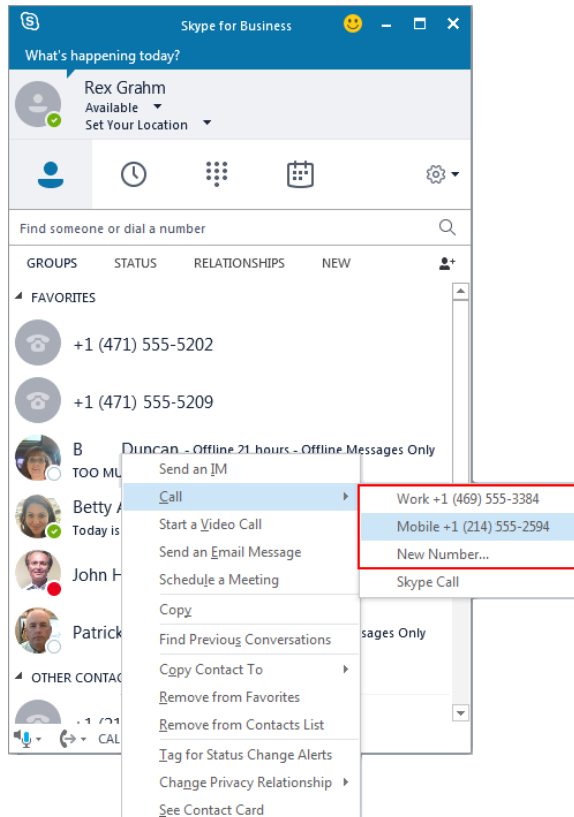 Skype for Business
What's happening today?
Rex Grahm
Available
Set Your Location
Find someone or dial a number
GROUPS STATUS RELATIONSHIPS NEW
FAVORITES
+1 (471) 555-5202
+1 (471) 555-5209
B Duncan - Offline 21 hours - Offline Messages Only
TOO MU
Send an IM
Call
Start a Video Call
Send an Email Message
Schedule a Meeting
Copy
Find Previous Conversations
Copy Contact To
Remove from Favorites
Remove from Contacts List
Tag for Status Change Alerts
Change Privacy Relationship
See Contact Card
Work +1 (469) 555-3384
Mobile +1 (214) 555-2594
New Number...
Skype Call
Betty A
Today is
John H
Patrick sages Only
OTHER CONTAC
CAL